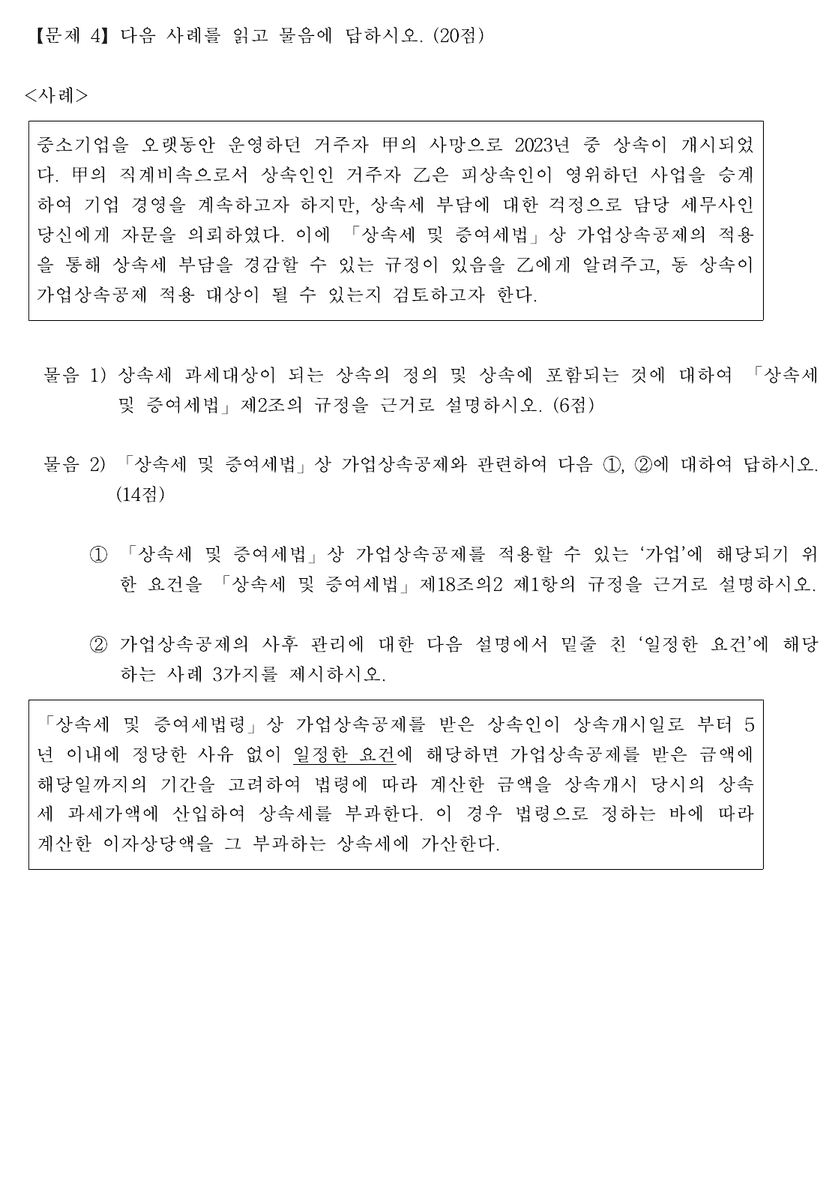 【문제 4】 다음 사례를 읽고 물음에 답하시오. (20점)
<사례>
중소기업을 오랫동안 운영하던 거주자 甲의 사망으로 2023년 중 상속이 개시되었
다. 甲의 직계비속으로서 상속인인 거주자 乙은 피상속인이 영위하던 사업을 승계
하여 기업 경영을 계속하고자 하지만, 상속세 부담에 대한 걱정으로 담당 세무사인
당신에게 자문을 의뢰하였다. 이에 「상속세 및 증여세법」상 가업상속공제의 적용
을 통해 상속세 부담을 경감할 수 있는 규정이 있음을 乙에게 알려주고, 동 상속이
가업상속공제 적용 대상이 될 수 있는지 검토하고자 한다.
물음 1) 상속세 과세대상이 되는 상속의 정의 및 상속에 포함되는 것에 대하여 「상속세
및 증여세법」제2조의 규정을 근거로 설명하시오. (6점)
물음 2) 「상속세 및 증여세법」상 가업상속공제와 관련하여 다음 ①, ②에 대하여 답하시오.
(14점)
① 「상속세 및 증여세법」상 가업상속공제를 적용할 수 있는 ‘가업’에 해당되기 위
한 요건을 「상속세 및 증여세법」제18조의2 제1항의 규정을 근거로 설명하시오.
② 가업상속공제의 사후 관리에 대한 다음 설명에서 밑줄 친 ‘일정한 요건’에 해당
하는 사례 3가지를 제시하시오.
「상속세 및 증여세법령」상 가업상속공제를 받은 상속인이 상속개시일로 부터 5
년 이내에 정당한 사유 없이 일정한 요건에 해당하면 가업상속공제를 받은 금액에
해당일까지의 기간을 고려하여 법령에 따라 계산한 금액을 상속개시 당시의 상속
세 과세가액에 산입하여 상속세를 부과한다. 이 경우 법령으로 정하는 바에 따라
계산한 이자상당액을 그 부과하는 상속세에 가산한다.